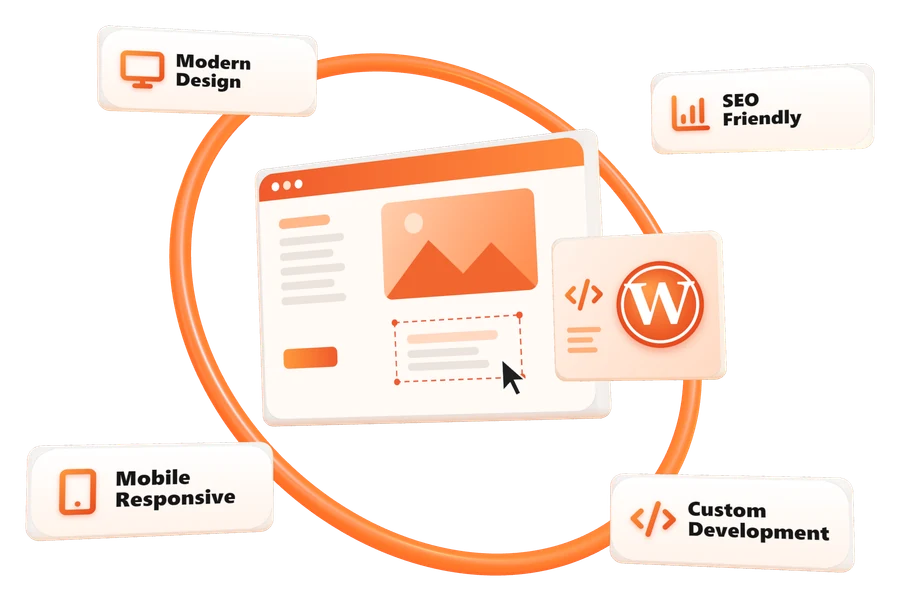 Modern
Design
SEO
Friendly
</>
W
Mobile
Responsive
</>
Custom
Development